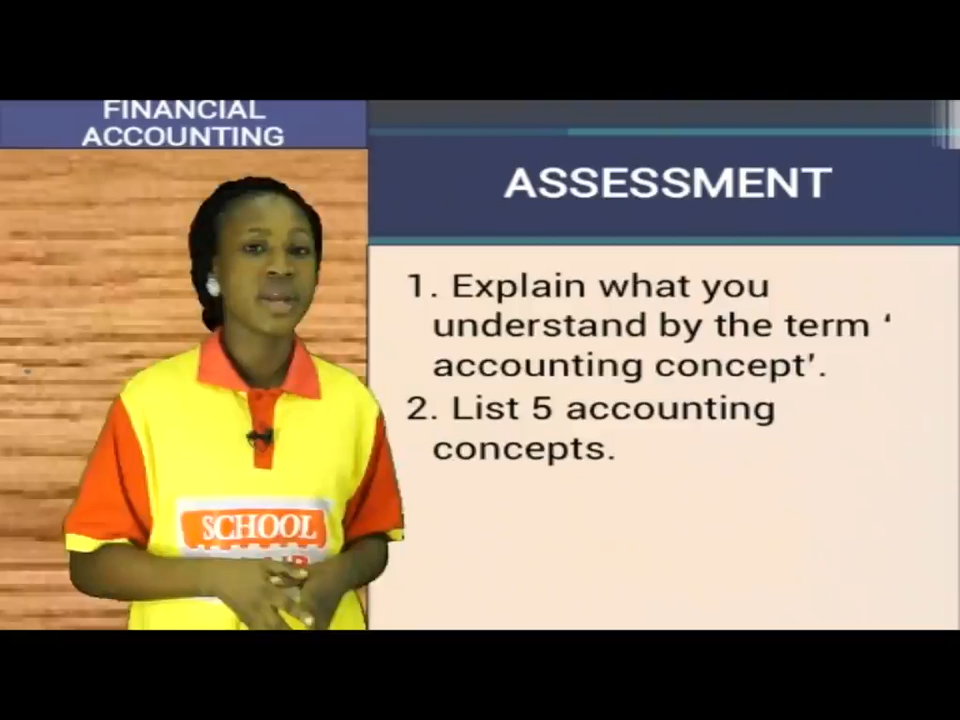 FINANCIAL
ACCOUNTING
ASSESSMENT
1. Explain what you
understand by the term ‘
accounting concept’.
2. List 5 accounting
concepts.
SCHOOL